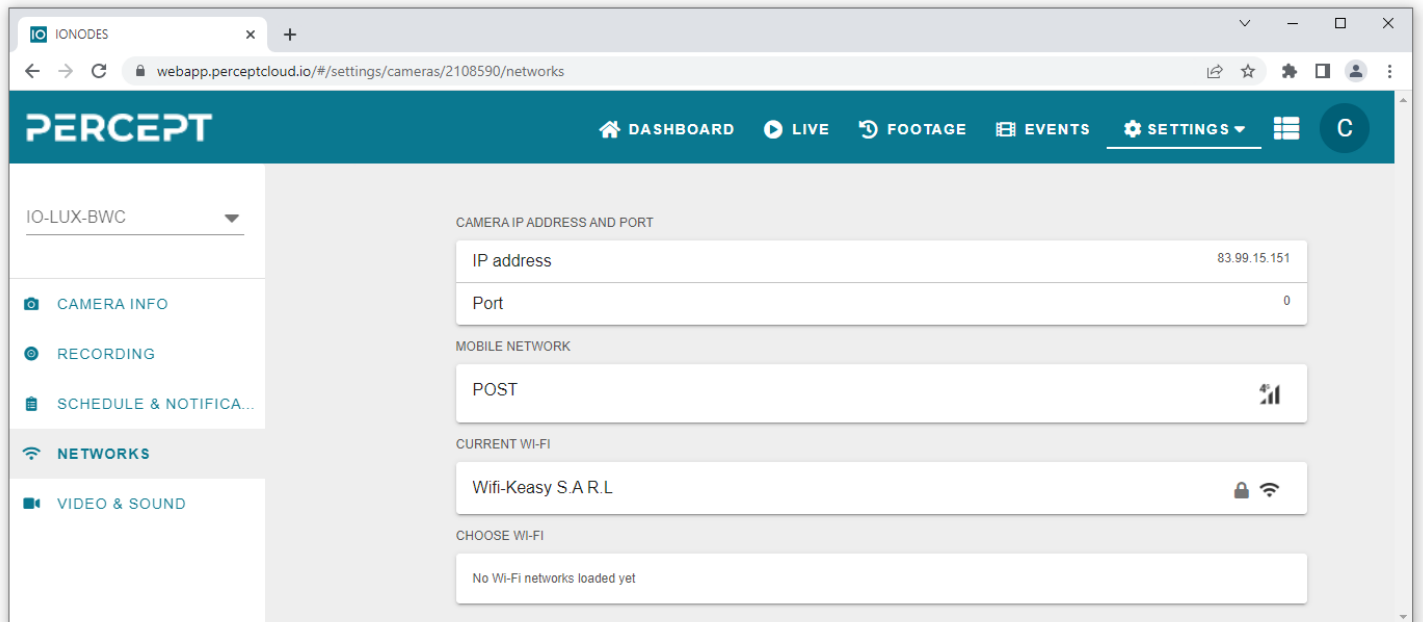 IO IONODES
webapp.perceptcloud.io/#/settings/cameras/2108590/networks
PERCEPT
DASHBOARD
LIVE
FOOTAGE
EVENTS
SETTINGS
C
IO-LUX-BWC
CAMERA INFO
RECORDING
SCHEDULE & NOTIFICA...
NETWORKS
VIDEO & SOUND
CAMERA IP ADDRESS AND PORT
IP address 83.99.15.151
Port 0
MOBILE NETWORK
POST 4G
CURRENT WI-FI
Wifi-Keasy S.A R.L
CHOOSE WI-FI
No Wi-Fi networks loaded yet